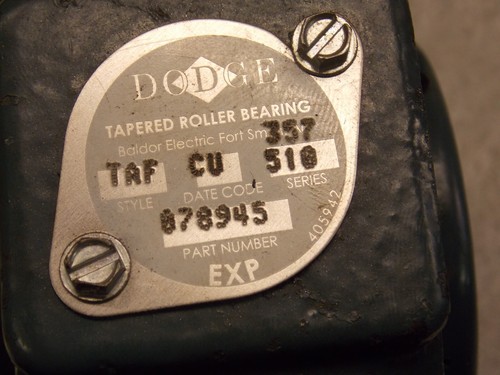 DODGE
TAPERED ROLLER BEARING
Baldor Electric Fort Sm
357
TAF CU 510
STYLE DATE CODE SERIES
078945
PART NUMBER
EXP
405942